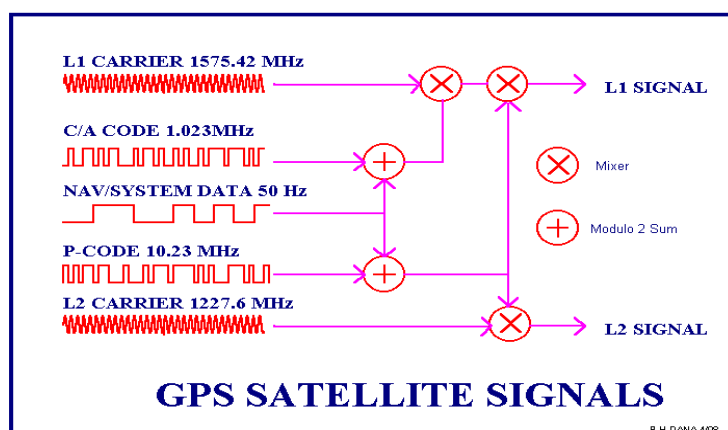 L1 CARRIER 1575.42 MHz
L1 SIGNAL
C/A CODE 1.023MHz
Mixer
NAV/SYSTEM DATA 50 Hz
Modulo 2 Sum
P-CODE 10.23 MHz
L2 CARRIER 1227.6 MHz
L2 SIGNAL
GPS SATELLITE SIGNALS